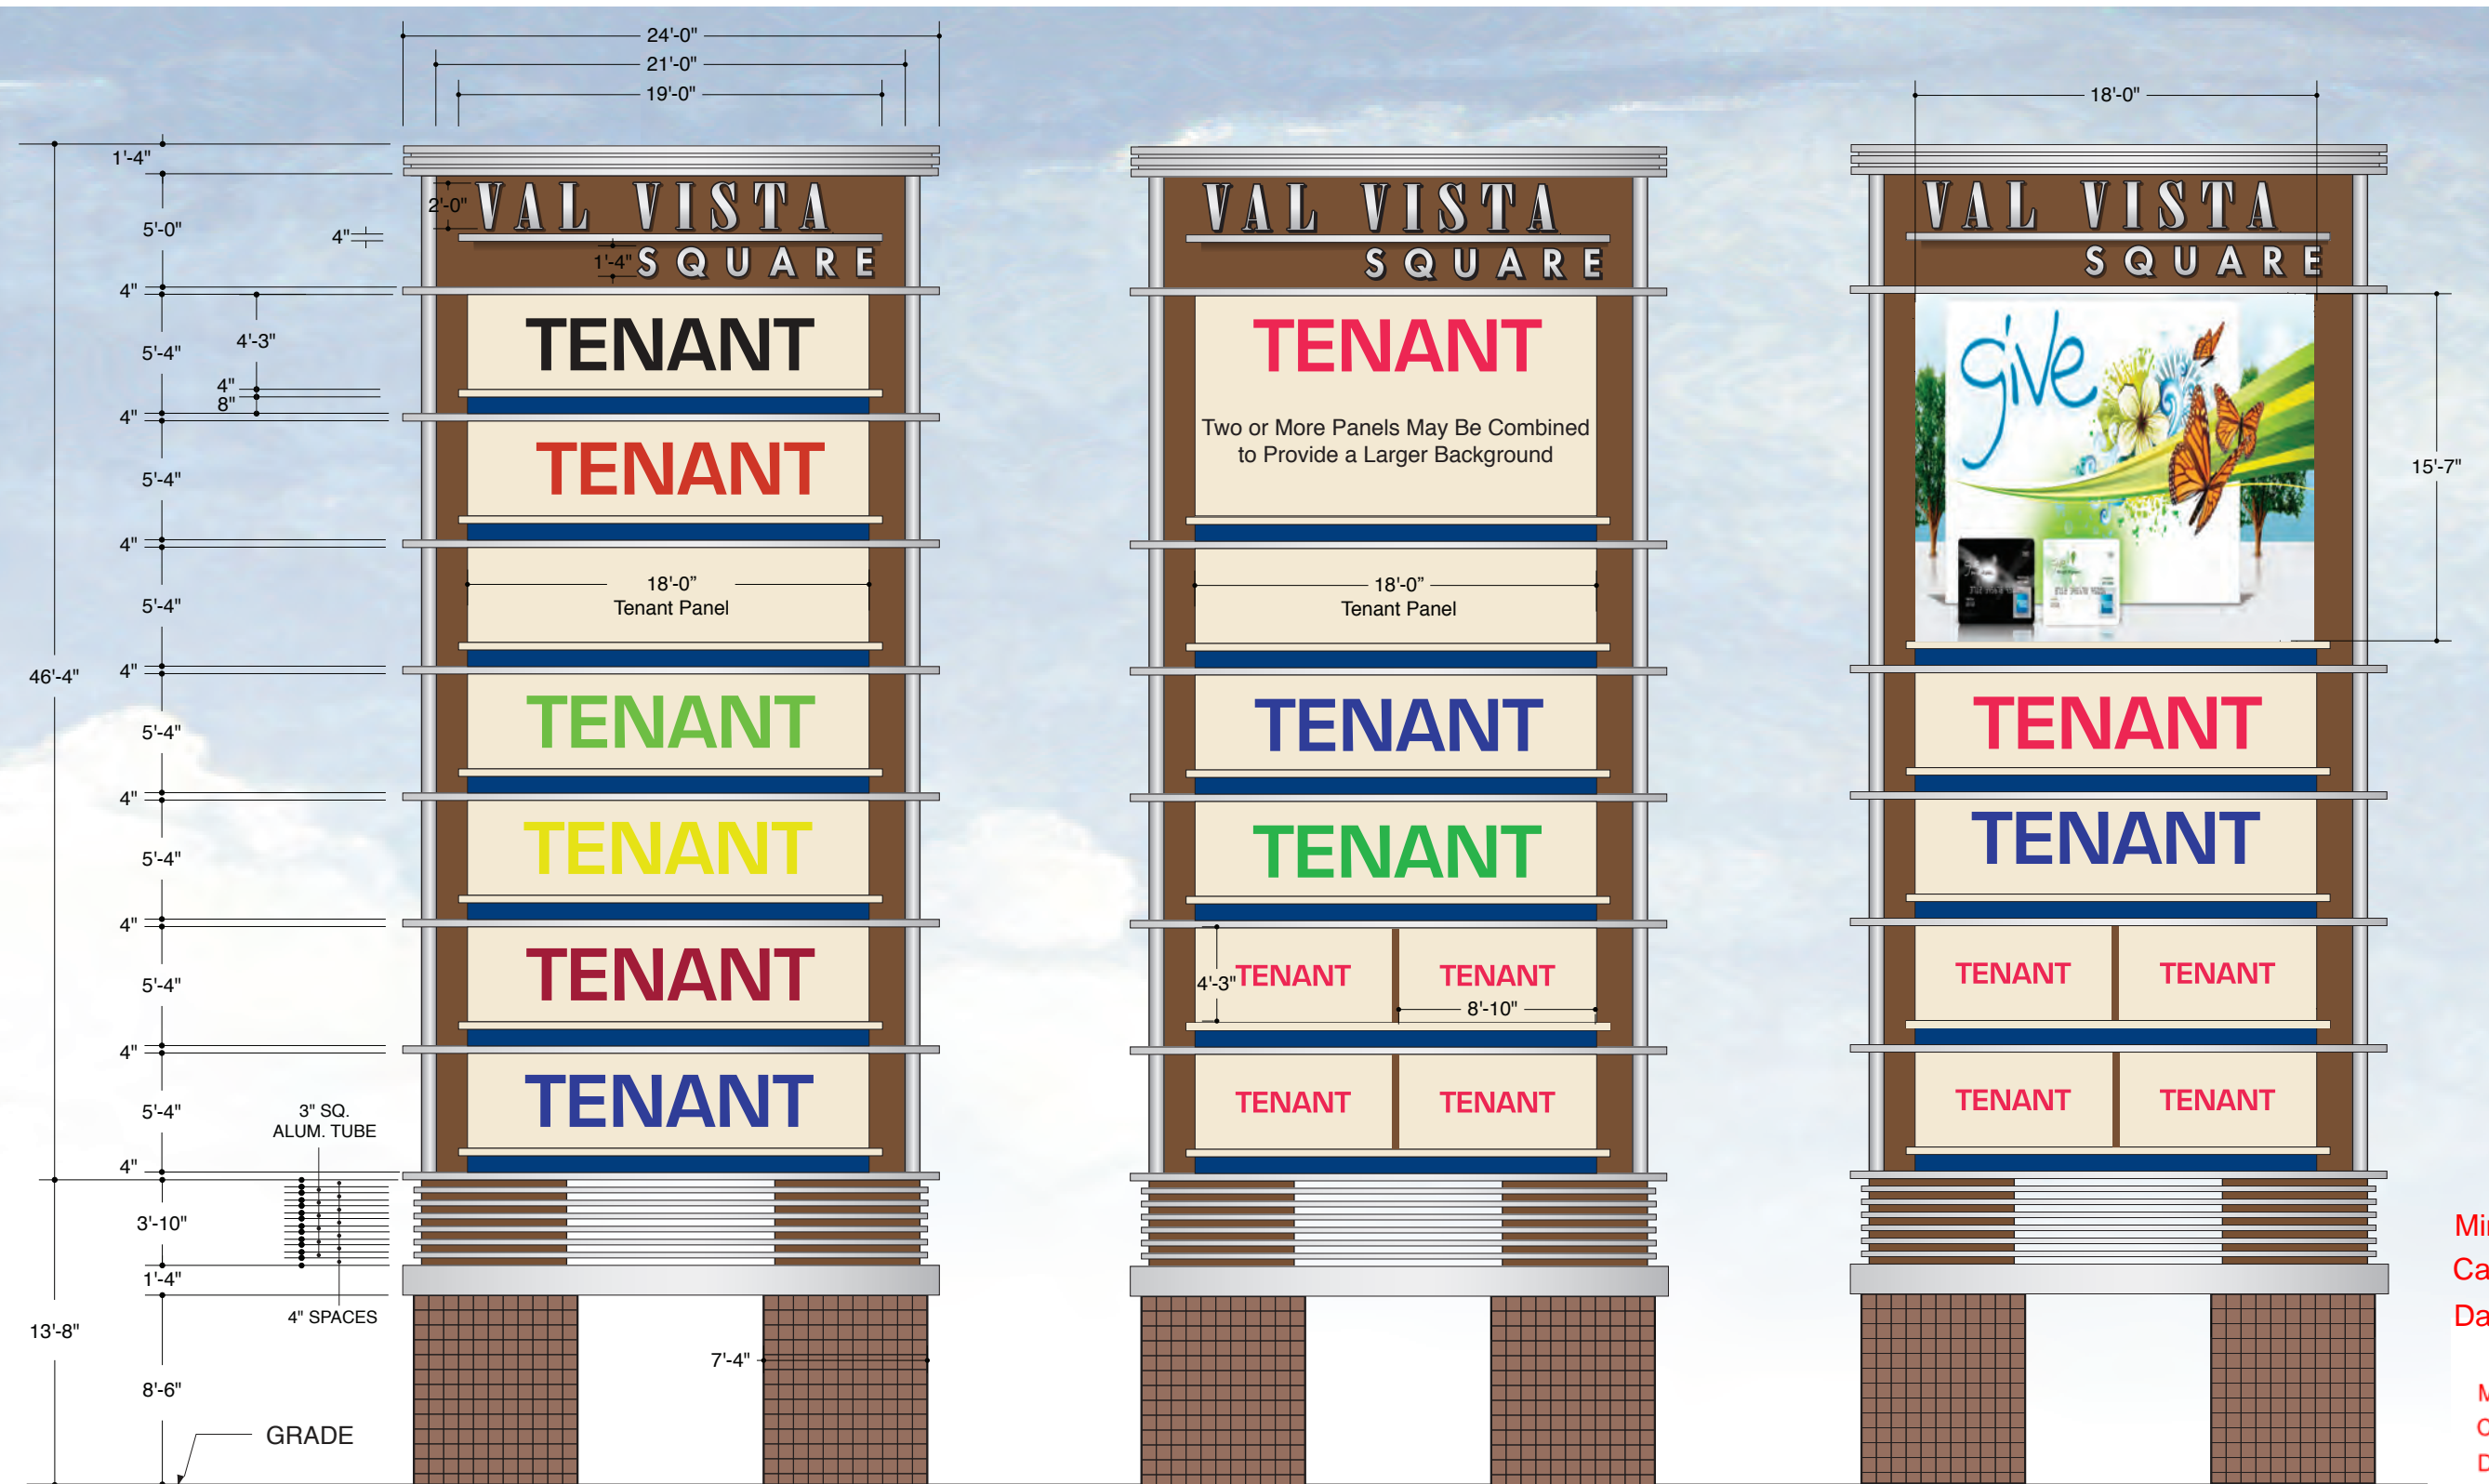 24'-0"
21'-0"
19'-0"
1'-4"
5'-0"
4"
2'-0"
VAL VISTA
1'-4"
SQUARE
4"
5'-4"
4'-3"
4"
8"
TENANT
4"
5'-4"
TENANT
4"
5'-4"
18'-0”
Tenant Panel
4"
46'-4"
5'-4"
TENANT
4"
5'-4"
TENANT
4"
5'-4"
TENANT
4"
5'-4"
TENANT
3" SQ.
ALUM. TUBE
4"
3'-10"
1'-4"
4" SPACES
13'-8"
7'-4"
8'-6"
GRADE
VAL VISTA
SQUARE
TENANT
Two or More Panels May Be Combined
to Provide a Larger Background
18'-0”
Tenant Panel
TENANT
TENANT
4'-3"
TENANT TENANT
8'-10"
TENANT TENANT
18'-0"
VAL VISTA
SQUARE
give
15'-7"
TENANT
TENANT
TENANT TENANT
TENANT TENANT
Ca
Da
M